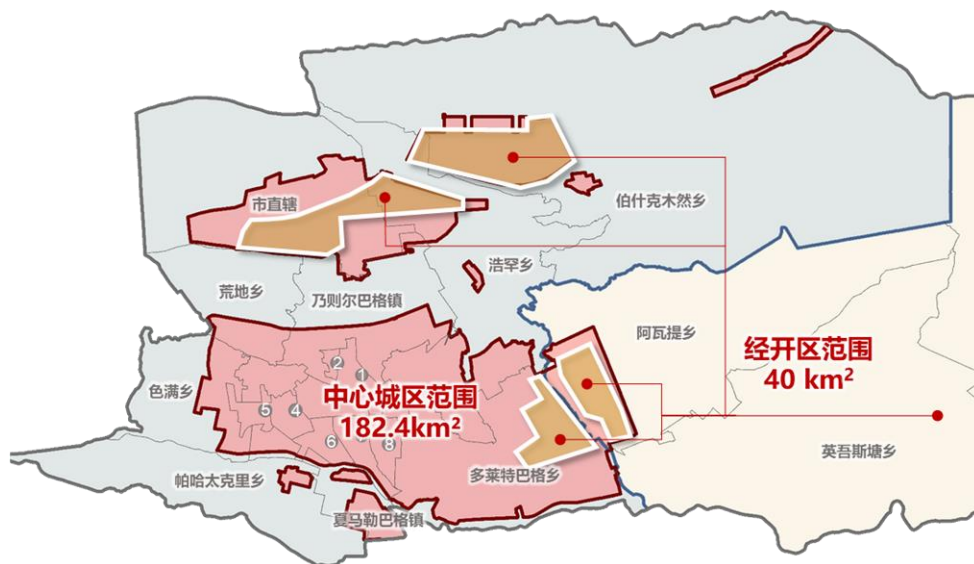 市直辖
伯什克木然乡
浩罕乡
荒地乡
乃则尔巴格镇
阿瓦提乡
经开区范围
40 km²
色满乡
②
①
中心城区范围
182.4km²
⑤
④
⑥
⑧
多莱特巴格乡
英吾斯塘乡
帕哈太克里乡
夏马勒巴格镇